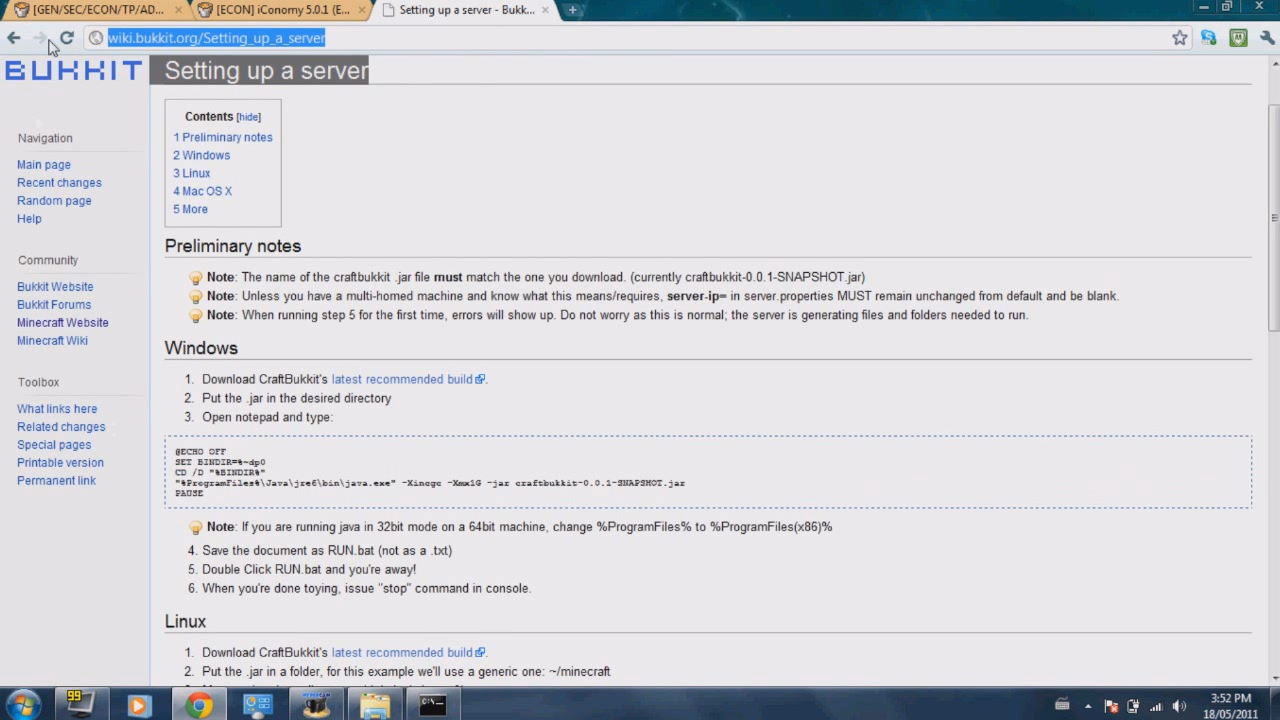 [GEN/SEC/ECON/TP/AD...
[ECON] iConomy 5.0.1 (E...
Setting up a server - Bukk...
wiki.bukkit.org/Setting_up_a_server
BUKKIT
Setting up a server
Contents [hide]
1 Preliminary notes
2 Windows
3 Linux
4 Mac OS X
5 More
Navigation
Main page
Recent changes
Random page
Help
Community
Bukkit Website
Bukkit Forums
Minecraft Website
Minecraft Wiki
Toolbox
What links here
Related changes
Special pages
Printable version
Permanent link
Preliminary notes
Note: The name of the craftbukkit .jar file must match the one you download. (currently craftbukkit-0.0.1-SNAPSHOT.jar)
Note: Unless you have a multi-homed machine and know what this means/requires, server-ip= in server.properties MUST remain unchanged from default and be blank.
Note: When running step 5 for the first time, errors will show up. Do not worry as this is normal; the server is generating files and folders needed to run.
Windows
1. Download CraftBukkit's latest recommended build.
2. Put the .jar in the desired directory
3. Open notepad and type:
@ECHO OFF
SET BINDIR=%~dp0
CD /D "%BINDIR%"
"%ProgramFiles%\Java\jre6\bin\java.exe" -Xincgc -Xmx1G -jar craftbukkit-0.0.1-SNAPSHOT.jar
PAUSE
Note: If you are running java in 32bit mode on a 64bit machine, change %ProgramFiles% to %ProgramFiles(x86)%
4. Save the document as RUN.bat (not as a .txt)
5. Double Click RUN.bat and you're away!
6. When you're done toying, issue "stop" command in console.
Linux
1. Download CraftBukkit's latest recommended build.
2. Put the .jar in a folder, for this example we'll use a generic one: ~/minecraft
99
3:52 PM
18/05/2011